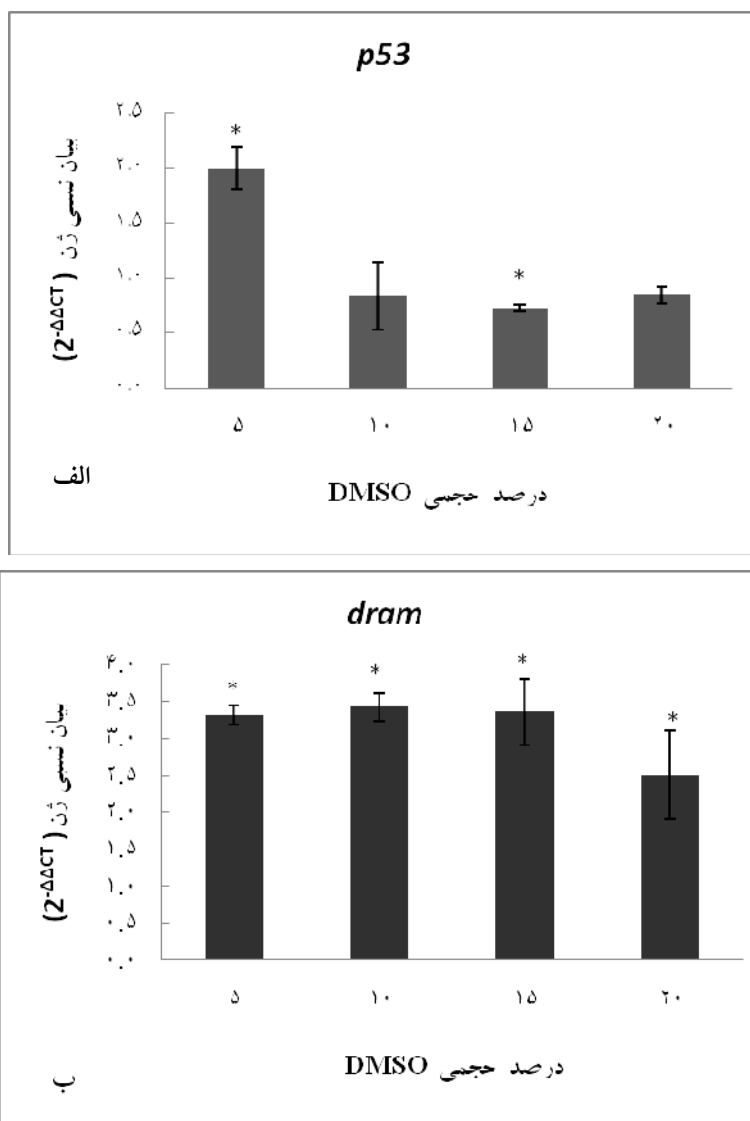 p53
بیان نسبی ژن (2-ΔΔCT)
۲.۵
*
۲.۰
۱.۵
۱.۰
*
۰.۵
۰.۰
۵ ۱۰ ۱۵ ۲۰
الف
درصد حجمی DMSO
dram
بیان نسبی ژن (2-ΔΔCT)
۴.۰
* * * *
۳.۵
۳.۰
۲.۵
۲.۰
۱.۵
۱.۰
۰.۵
۰.۰
۵ ۱۰ ۱۵ ۲۰
درصد حجمی DMSO
ب